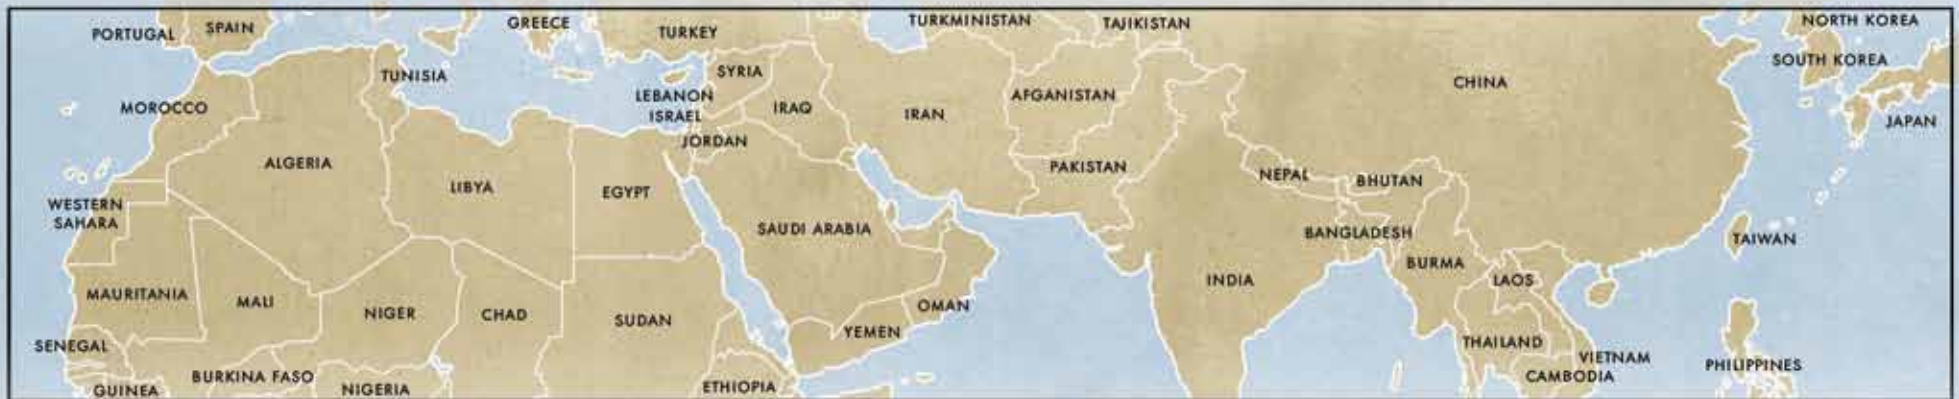 PORTUGAL
SPAIN
GREECE
TURKEY
TURKMINISTAN
TAJIKISTAN
NORTH KOREA
SOUTH KOREA
TUNISIA
SYRIA
CHINA
MOROCCO
LEBANON
ISRAEL
IRAQ
IRAN
AFGANISTAN
JAPAN
JORDAN
ALGERIA
LIBYA
EGYPT
PAKISTAN
NEPAL
BHUTAN
WESTERN
SAHARA
SAUDI ARABIA
BANGLADESH
TAIWAN
MAURITANIA
MALI
NIGER
CHAD
SUDAN
OMAN
YEMEN
INDIA
BURMA
LAOS
SENEGAL
THAILAND
VIETNAM
PHILIPPINES
GUINEA
BURKINA FASO
NIGERIA
ETHIOPIA
CAMBODIA